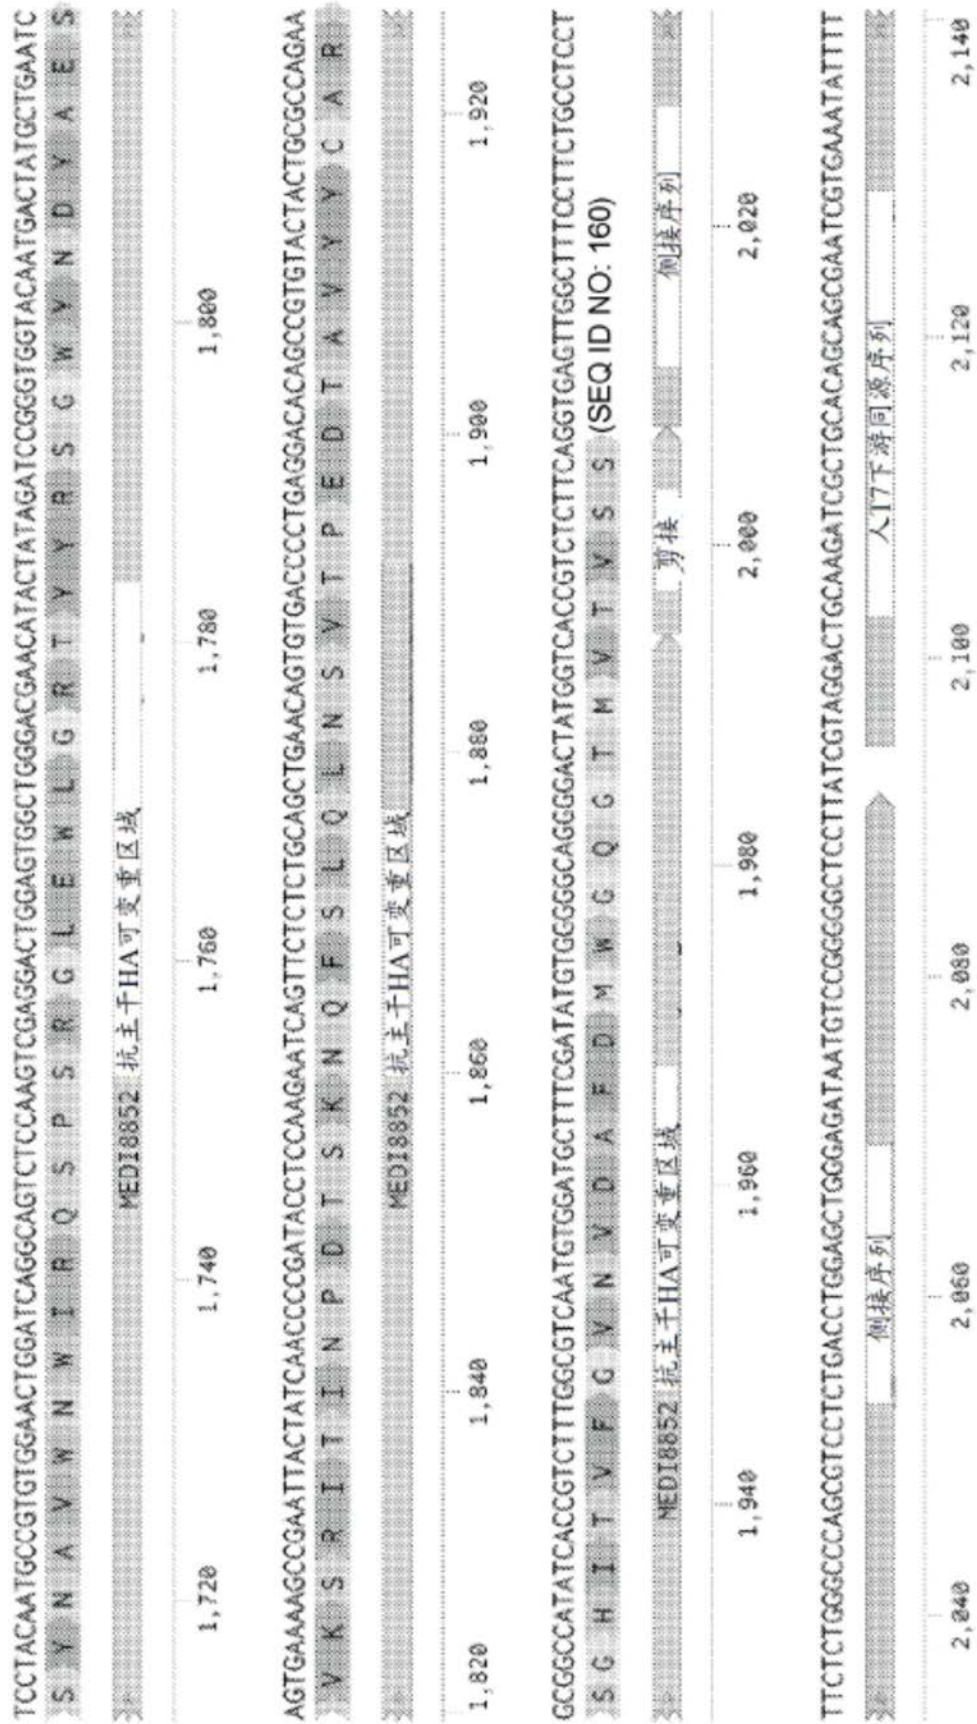 TCCTACAATGCCGTGTGGAACTGGATCAGGCAGTCTCCAAGTCGAGGACTGGAGTGGCTGGGACGAACATACTATAGATCCGGGTGGTACAATGACTATGCTGAATC
S Y N A V W N W I R Q S P S R G L E W L G R T Y Y R S G W Y N D Y A E S
MEDI8852 抗主干HA可变重区域
1,720 1,740 1,760 1,780 1,800
AGTGAAAAGCCGAATTACTATCAACCCCGATACCTCCAAGAATCAGTTCTCTCTGCAGCTGAACAGTGTGACCCCTGAGGACACAGCCGTGTACTACTGCGCCAGAA
V K S R I T I N P D T S K N Q F S L Q L N S V T P E D T A V Y Y C A R
MEDI8852 抗主干HA可变重区域
1,820 1,840 1,860 1,880 1,900 1,920
GCGGCCATATCACCGTCTTTGGCGTCAATGTGGATGCTTTCGATATGTGGGGGCAGGGGACTATGGTCACCGTCTCTTCAGGTGAGTTGGCTTTCCTTCTGCCTCCT
S G H I T V F G V N V D A F D M W G Q G T M V T V S S (SEQ ID NO: 160)
MEDI8852 抗主干HA可变重区域 剪接 侧接序列
1,940 1,960 1,980 2,000 2,020
TTCTCTGGGCCCAGCGTCCTCTGACCTGGAGCTGGGAGATAATGTCCGGGGGCTCCTTATCGTAGGACTGCAAGATCGCTGCACAGCAGCGAATCGTGAAATATTTT
侧接序列 人T7下游同源序列
2,040 2,060 2,080 2,100 2,120 2,140